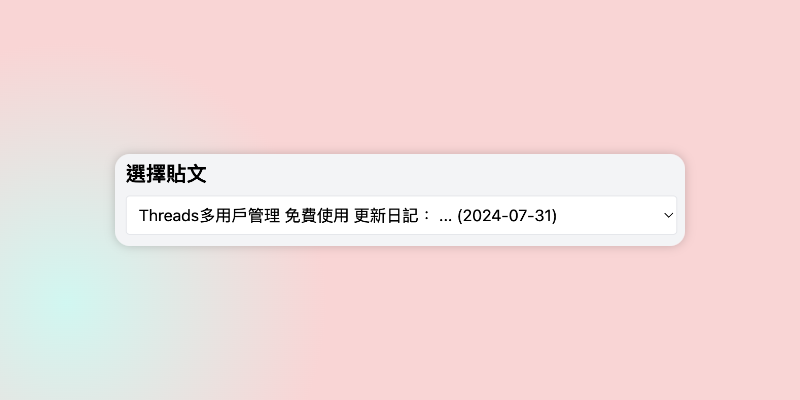 選擇貼文
Threads多用戶管理 免費使用 更新日記： ... (2024-07-31)